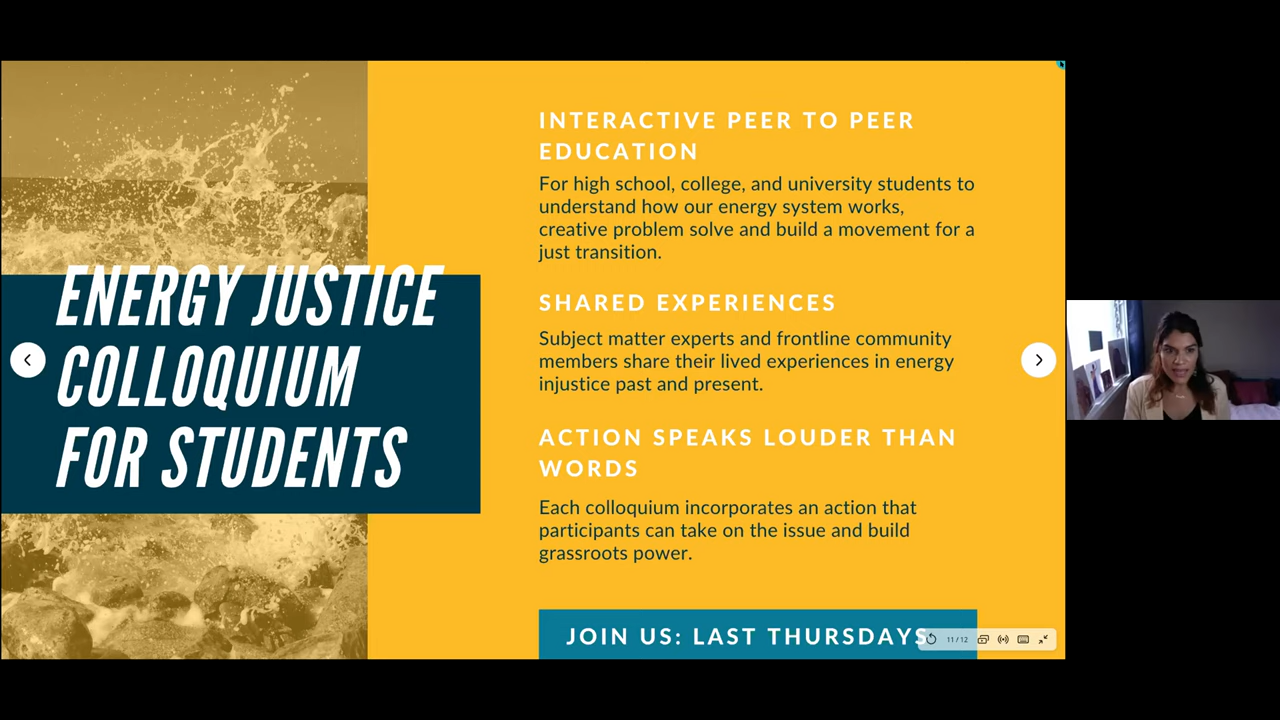 ENERGY JUSTICE
COLLOQUIUM
FOR STUDENTS
INTERACTIVE PEER TO PEER
EDUCATION
For high school, college, and university students to
understand how our energy system works,
creative problem solve and build a movement for a
just transition.
SHARED EXPERIENCES
Subject matter experts and frontline community
members share their lived experiences in energy
injustice past and present.
ACTION SPEAKS LOUDER THAN
WORDS
Each colloquium incorporates an action that
participants can take on the issue and build
grassroots power.
JOIN US: LAST THURSDAYS
11 / 12